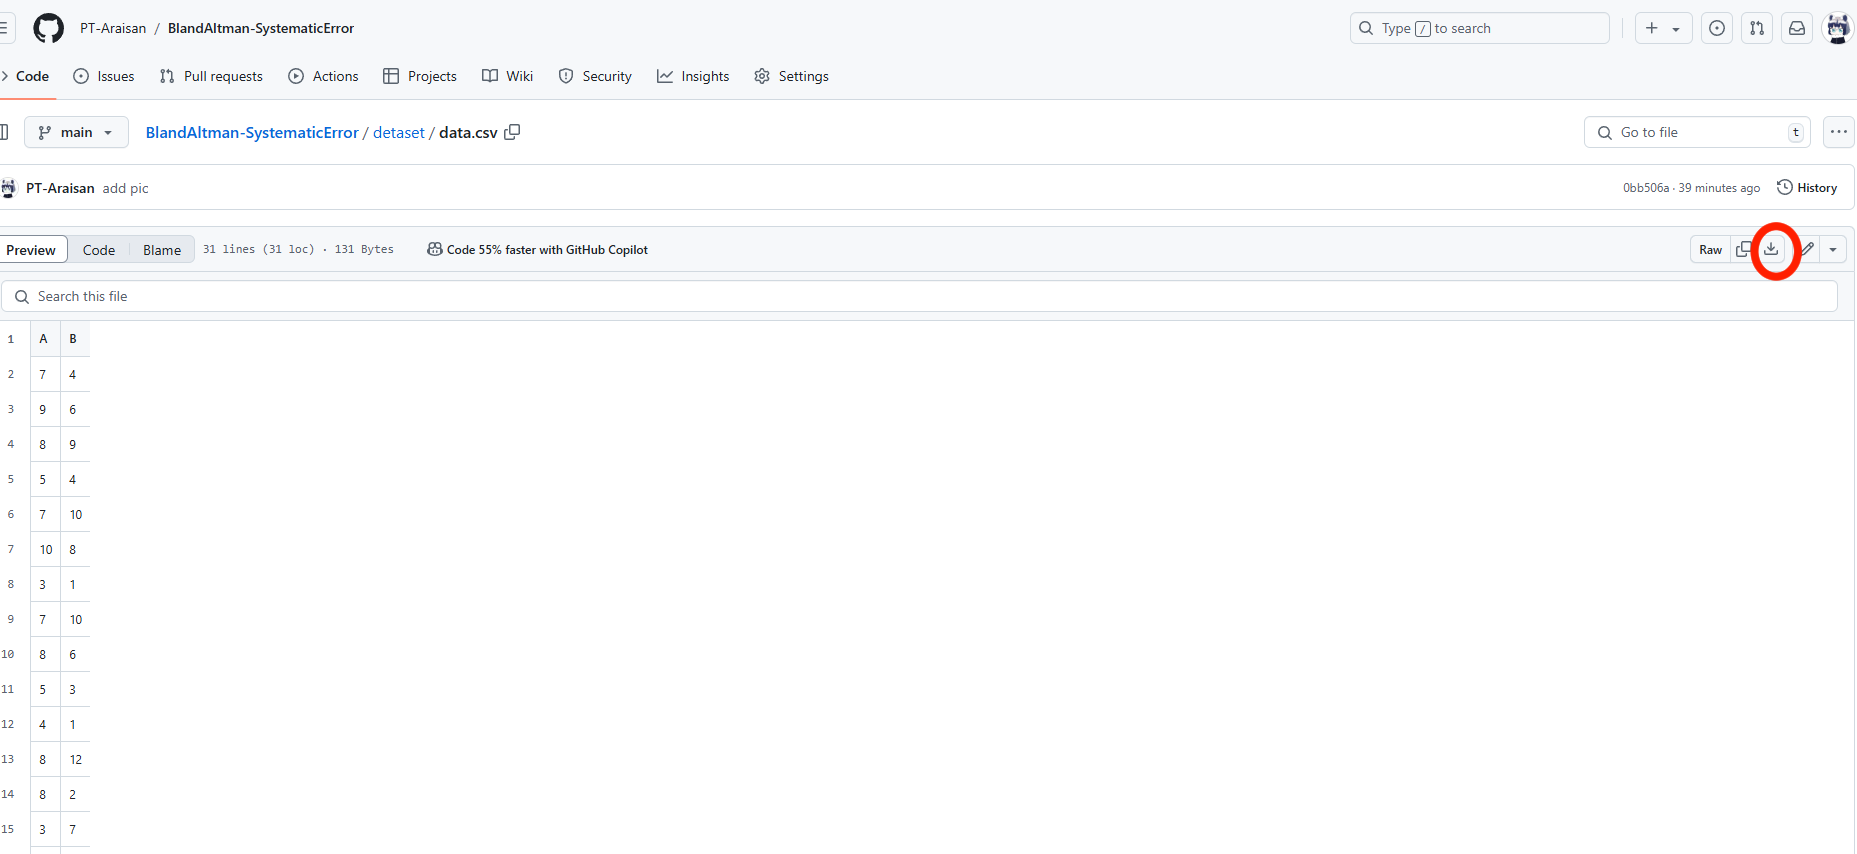 PT-Araisan / BlandAltman-SystematicError Type / to search
Code Issues Pull requests Actions Projects Wiki Security Insights Settings
main BlandAltman-SystematicError / detaset / data.csv Go to file t
PT-Araisan add pic 0bb506a · 39 minutes ago History
Preview Code Blame 31 lines (31 loc) · 131 Bytes Code 55% faster with GitHub Copilot Raw
Search this file
1 A B
2 7 4
3 9 6
4 8 9
5 5 4
6 7 10
7 10 8
8 3 1
9 7 10
10 8 6
11 5 3
12 4 1
13 8 12
14 8 2
15 3 7